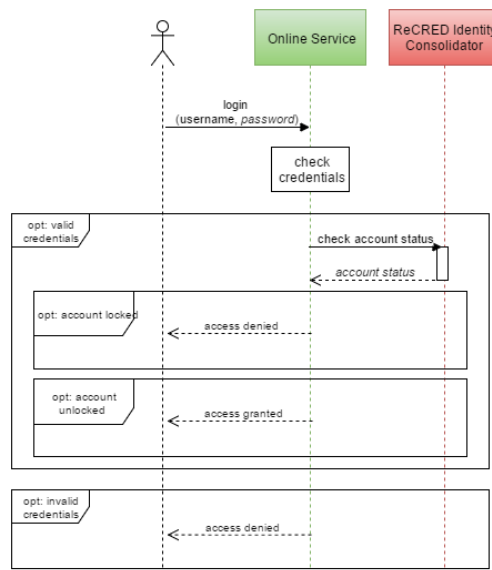 Online Service
ReCRED Identity
Consolidator
login
(username, password)
check
credentials
opt: valid
credentials
check account status
account status
opt: account locked
access denied
opt: account
unlocked
access granted
opt: invalid
credentials
access denied